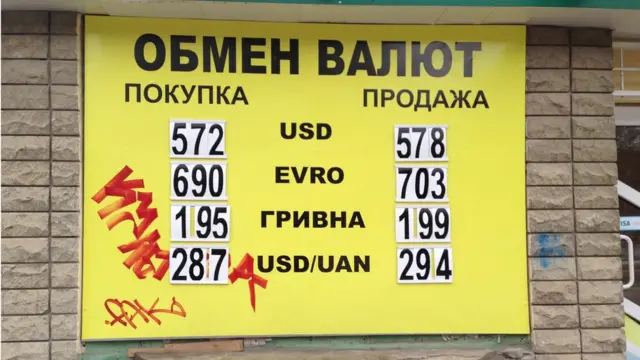 ОБМЕН ВАЛЮТ
ПОКУПКА ПРОДАЖА
572 USD 578
690 EVRO 703
195 ГРИВНА 199
287 USD/UAN 294